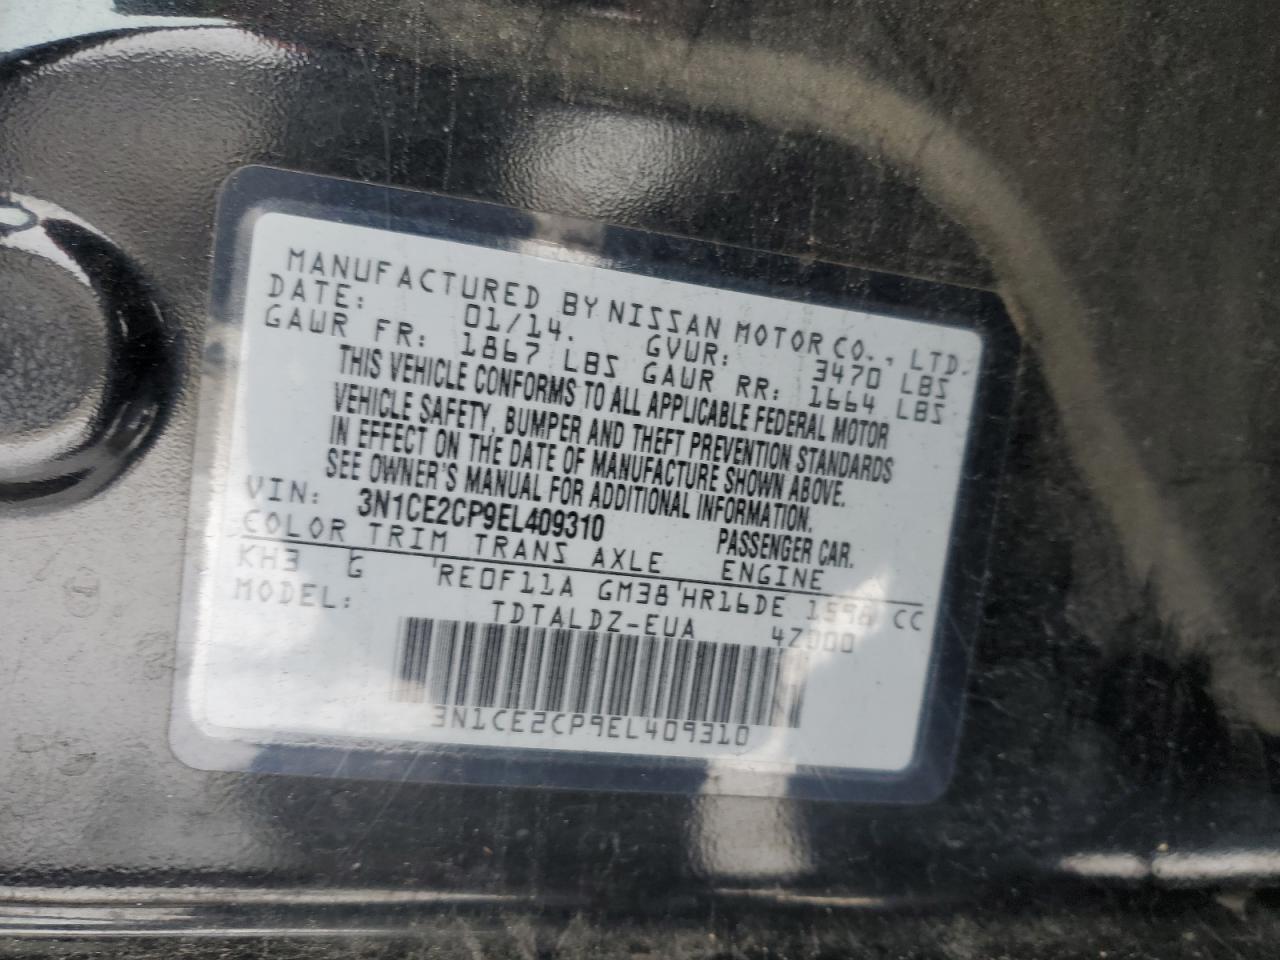 MANUFACTURED BY NISSAN MOTOR CO., LTD.
DATE: 01/14. GVWR: 3470 LBS
GAWR FR: 1867 LBS GAWR RR: 1664 LBS
THIS VEHICLE CONFORMS TO ALL APPLICABLE FEDERAL MOTOR
VEHICLE SAFETY, BUMPER AND THEFT PREVENTION STANDARDS
IN EFFECT ON THE DATE OF MANUFACTURE SHOWN ABOVE.
SEE OWNER'S MANUAL FOR ADDITIONAL INFORMATION.
VIN: 3N1CE2CP9EL409310 PASSENGER CAR.
COLOR TRIM TRANS AXLE ENGINE
KH3 G RE0F11A GM38 HR16DE 1598 CC
MODEL: TDTALDZ-EUA 4Z000
3N1CE2CP9EL409310